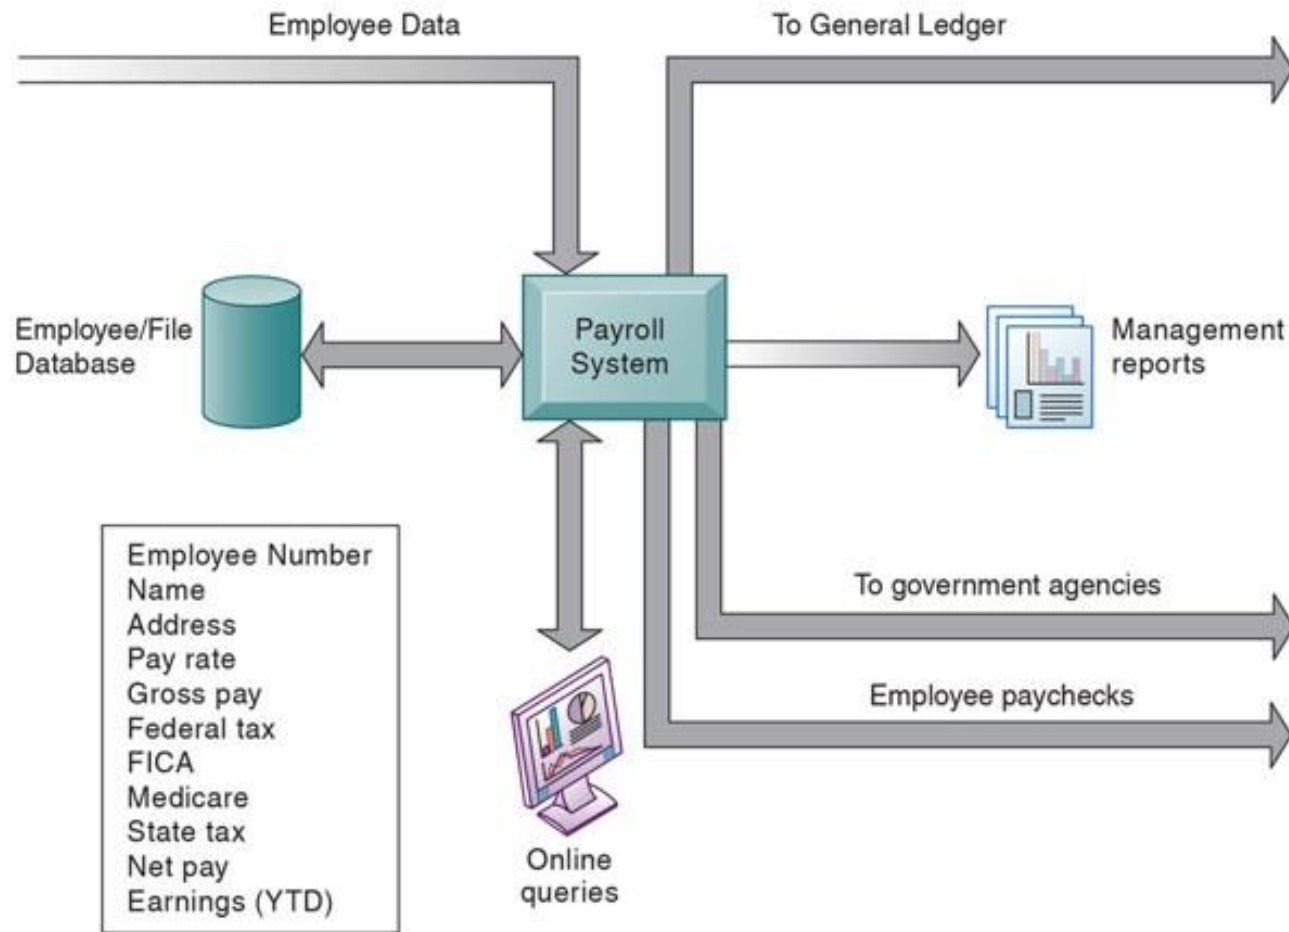 Employee Data
To General Ledger
Employee/File
Database
Payroll
System
Management
reports
Employee Number
Name
Address
Pay rate
Gross pay
Federal tax
FICA
Medicare
State tax
Net pay
Earnings (YTD)
To government agencies
Employee paychecks
Online
queries